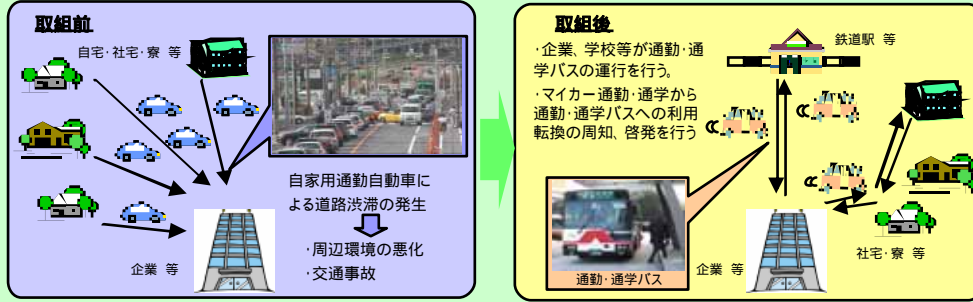 取組前
自宅・社宅・寮 等
自家用通勤自動車に
よる道路渋滞の発生
・周辺環境の悪化
・交通事故
企業 等
取組後
・企業、学校等が通勤・通
学バスの運行を行う。
・マイカー通勤・通学から
通勤・通学バスへの利用
転換の周知、啓発を行う
鉄道駅 等
通勤・通学バス
企業 等
社宅・寮 等